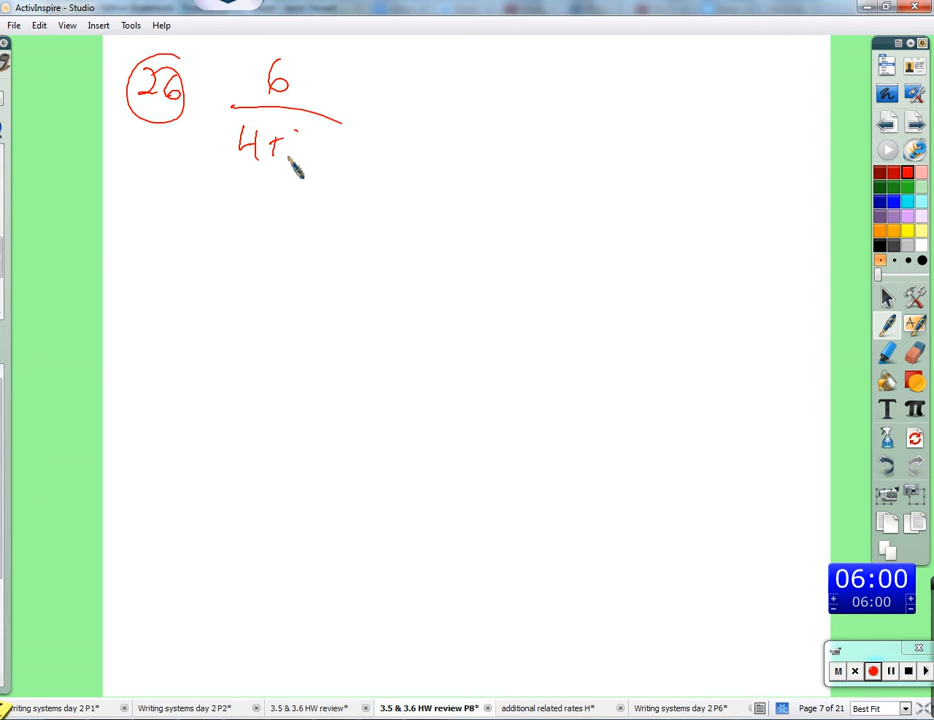 ActivInspire - Studio
File Edit View Insert Tools Help
26
6
4+
06:00
06:00
M
riting systems day 2 P1* Writing systems day 2 P2* 3.5 & 3.6 HW review* 3.5 & 3.6 HW review P8* additional related rates H* Writing systems day 2 P6* Page 7 of 21 Best Fit